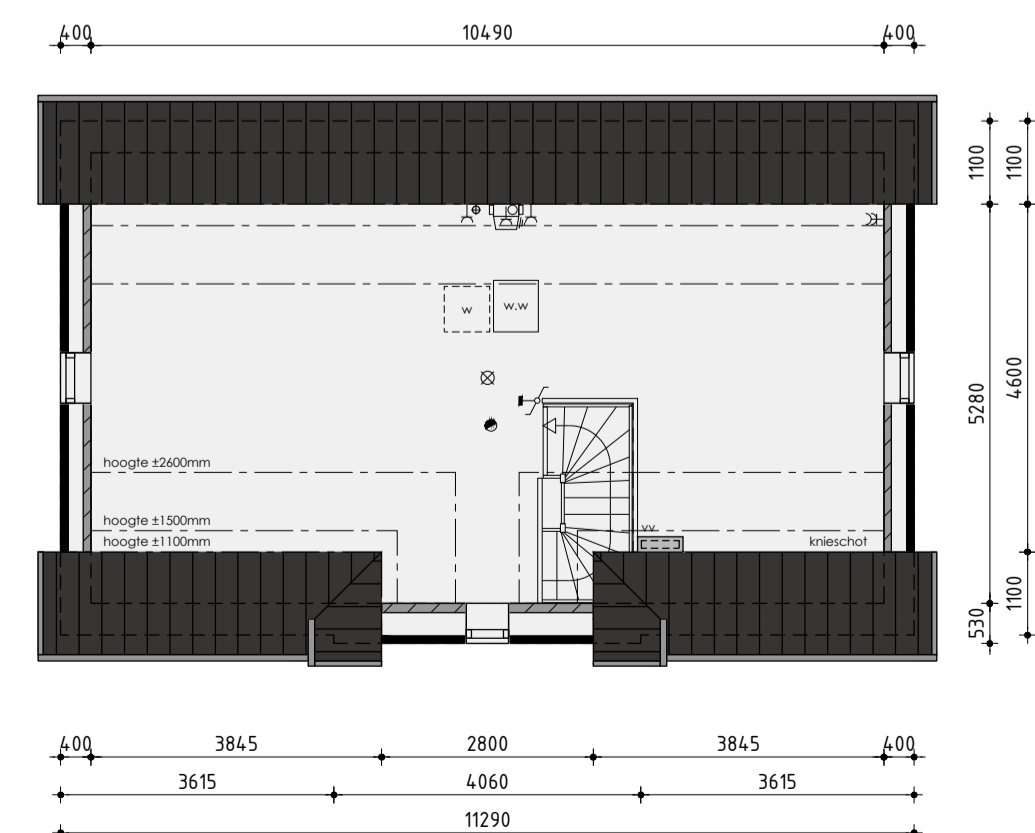 400 10490 400
1100 1100
w w.w
5280 4600
hoogte ±2600mm
hoogte ±1500mm vv
hoogte ±1100mm knieschot
530 1100
400 3845 2800 3845 400
3615 4060 3615
11290